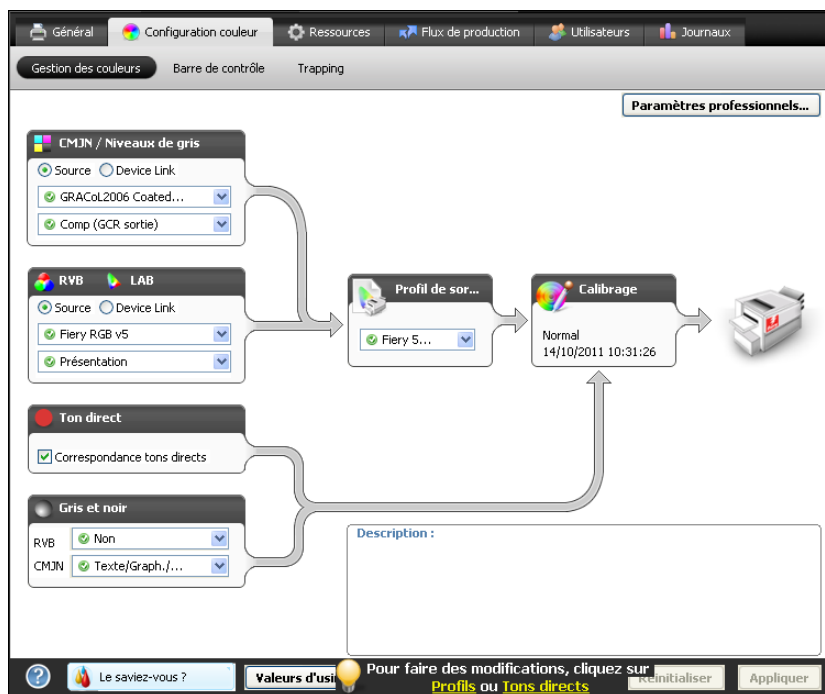 Général Configuration couleur Ressources Flux de production Utilisateurs Journaux
Gestion des couleurs Barre de contrôle Trapping
Paramètres professionnels...
CMJN / Niveaux de gris
Source Device Link
GRACoL2006 Coated...
Comp (GCR sortie)
RVB LAB
Source Device Link
Fiery RGB v5
Présentation
Profil de sor...
Fiery 5...
Calibrage
Normal
14/10/2011 10:31:26
Ton direct
Correspondance tons directs
Gris et noir
RVB Non
CMJN Texte/Graph./...
Description :
Le saviez-vous ?
Valeurs d'usi
Pour faire des modifications, cliquez sur
Profils ou Tons directs
Réinitialiser
Appliquer